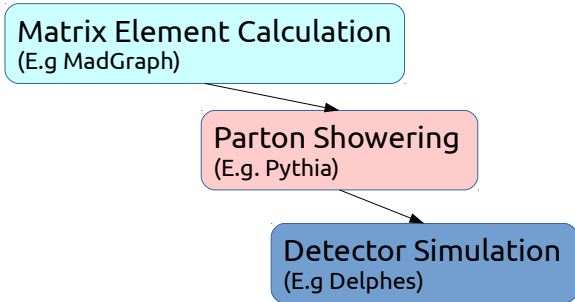 Matrix Element Calculation
(E.g MadGraph)
Parton Showering
(E.g. Pythia)
Detector Simulation
(E.g Delphes)